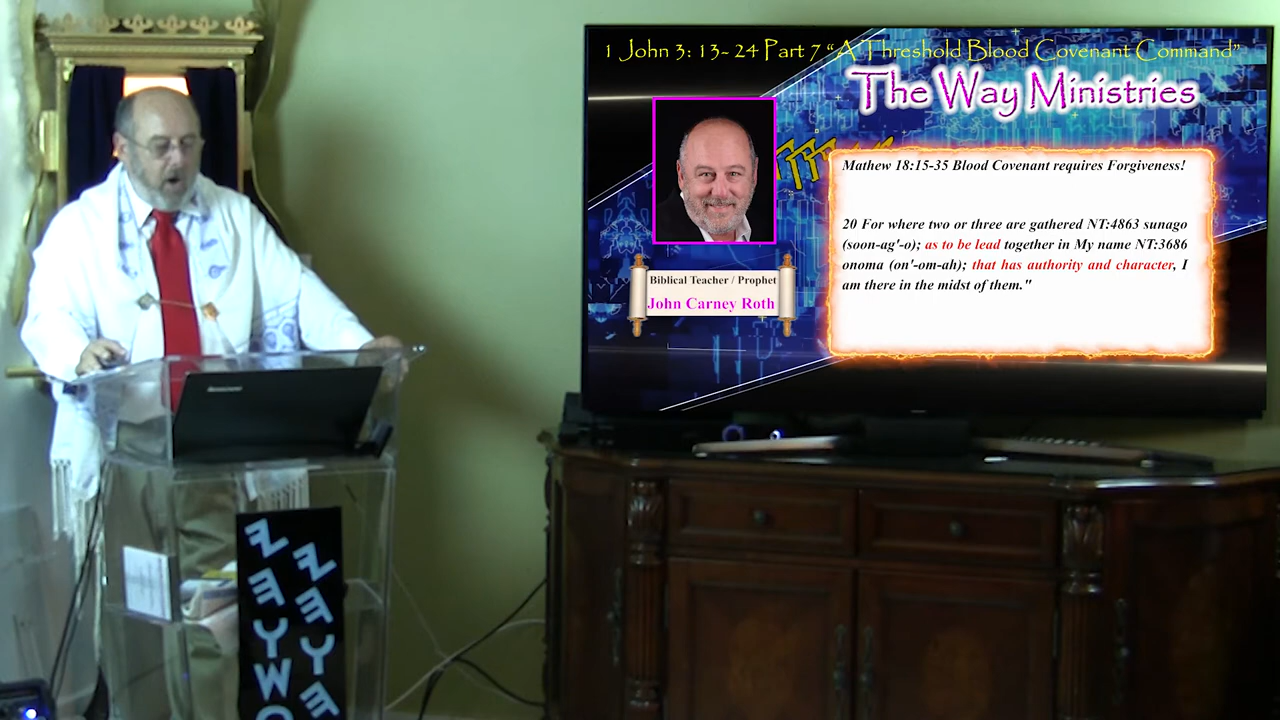 1 John 3: 13- 24 Part 7 “A Threshold Blood Covenant Command”
The Way Ministries
Mathew 18:15-35 Blood Covenant requires Forgiveness!
20 For where two or three are gathered NT:4863 sunago
(soon-ag'-o); as to be lead together in My name NT:3686
onoma (on'-om-ah); that has authority and character, I
am there in the midst of them."
Biblical Teacher / Prophet
John Carney Roth
lenovo
𐤉𐤄𐤅𐤄
𐤉𐤄𐤅𐤔𐤏